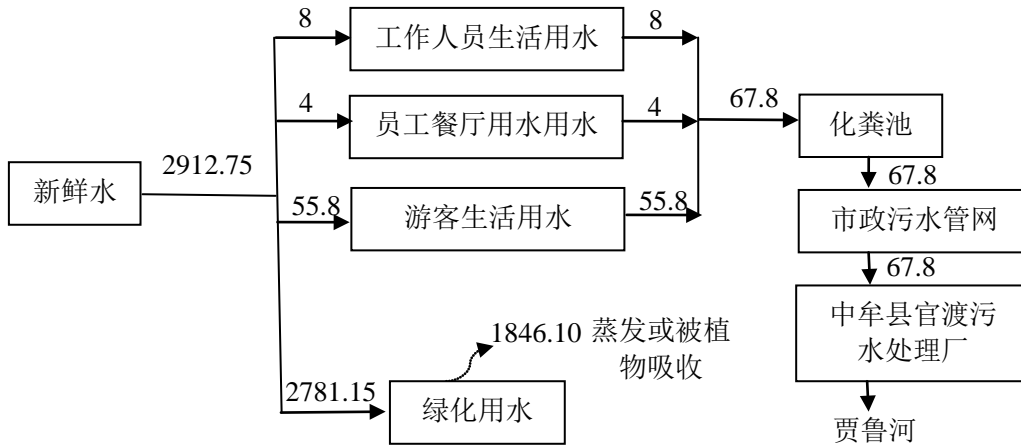 8
工作人员生活用水
8
4
员工餐厅用水用水
4
67.8
化粪池
2912.75
新鲜水
67.8
55.8
游客生活用水
55.8
市政污水管网
67.8
中牟县官渡污
水处理厂
1846.10 蒸发或被植
物吸收
2781.15
绿化用水
贾鲁河